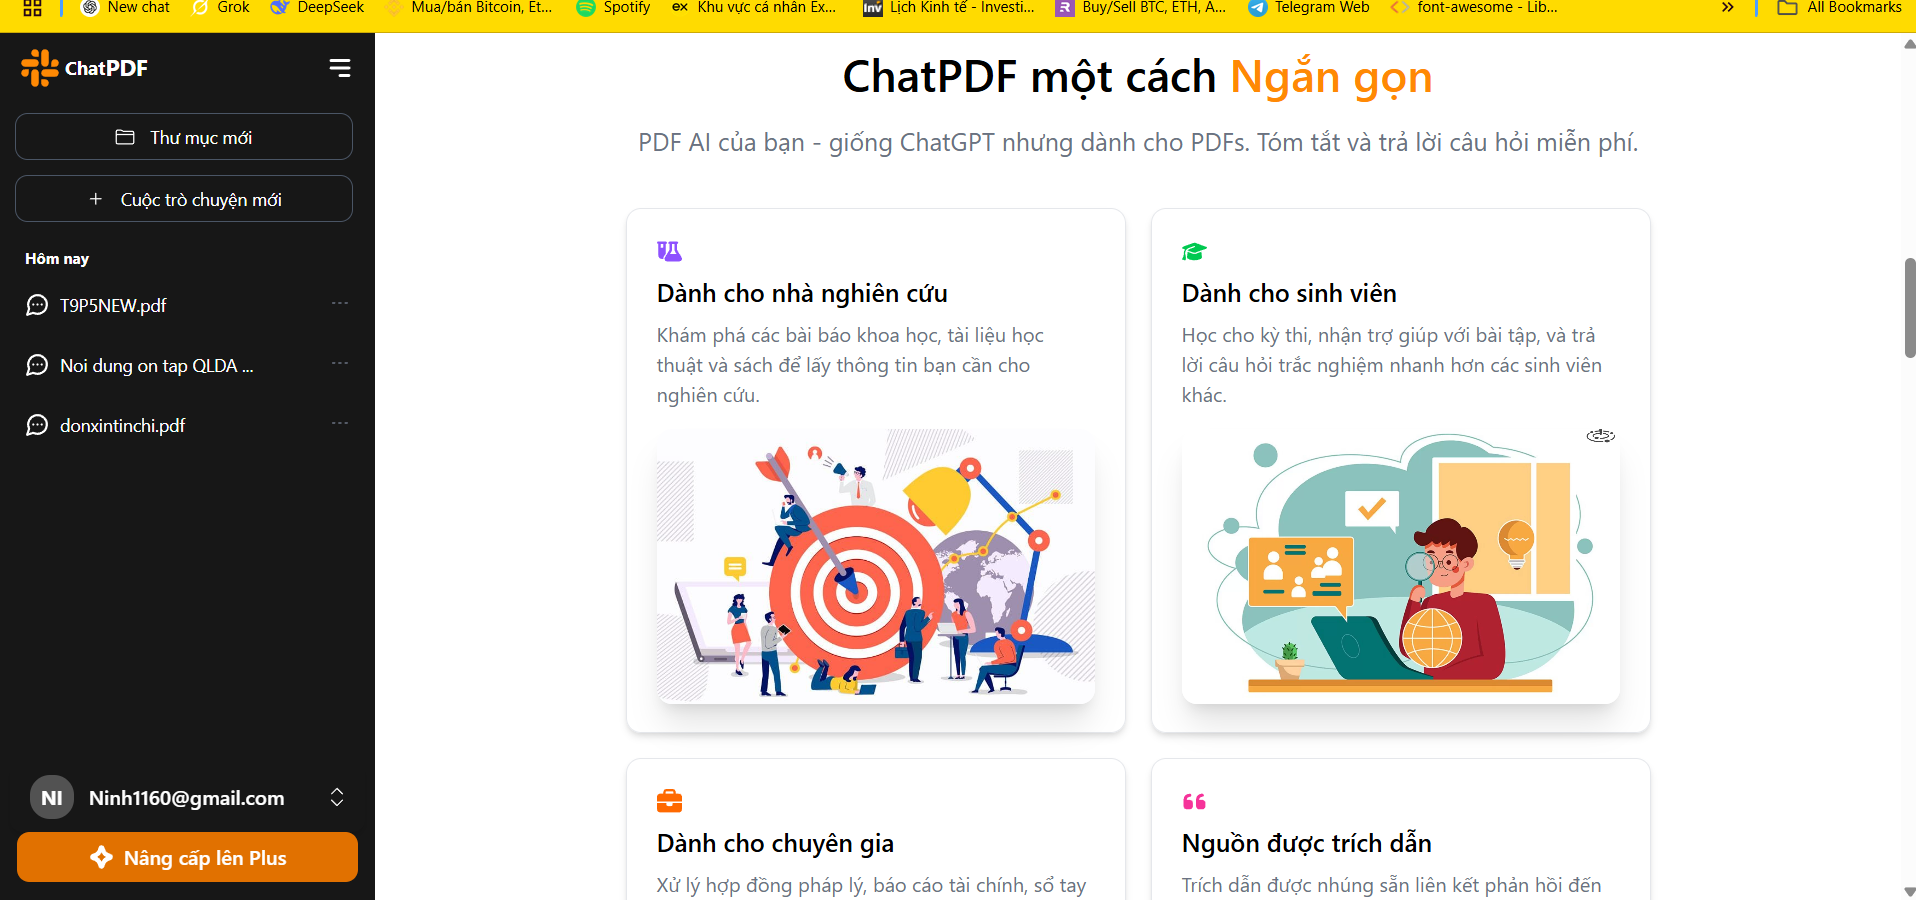 New chat
Grok
DeepSeek
Mua/bán Bitcoin, Et...
Spotify
Khu vực cá nhân Ex...
Lịch Kinh tế - Investi...
Buy/Sell BTC, ETH, A...
Telegram Web
font-awesome - Lib...
All Bookmarks
ChatPDF
Thư mục mới
Cuộc trò chuyện mới
Hôm nay
T9P5NEW.pdf
Noi dung on tap QLDA ...
donxintinchi.pdf
NI
Ninh1160@gmail.com
Nâng cấp lên Plus
ChatPDF một cách Ngắn gọn
PDF AI của bạn - giống ChatGPT nhưng dành cho PDFs. Tóm tắt và trả lời câu hỏi miễn phí.
Dành cho nhà nghiên cứu
Khám phá các bài báo khoa học, tài liệu học
thuật và sách để lấy thông tin bạn cần cho
nghiên cứu.
Dành cho sinh viên
Học cho kỳ thi, nhận trợ giúp với bài tập, và trả
lời câu hỏi trắc nghiệm nhanh hơn các sinh viên
khác.
Dành cho chuyên gia
Xử lý hợp đồng pháp lý, báo cáo tài chính, sổ tay
Nguồn được trích dẫn
Trích dẫn được nhúng sẵn liên kết phản hồi đến